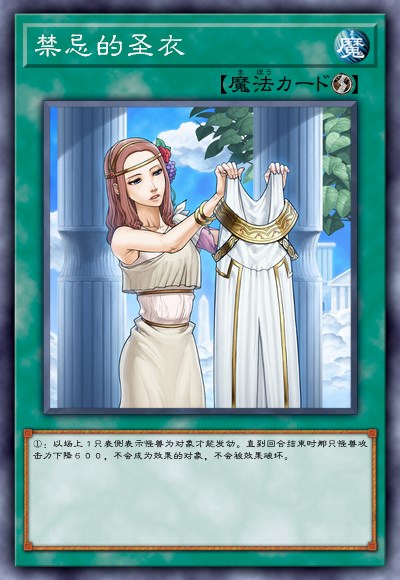 禁忌的圣衣
魔
【魔法カード】
まほう
①：以场上１只表侧表示怪兽为对象才能发动。直到回合结束时那只怪兽攻
击力下降６００，不会成为效果的对象，不会被效果破坏。